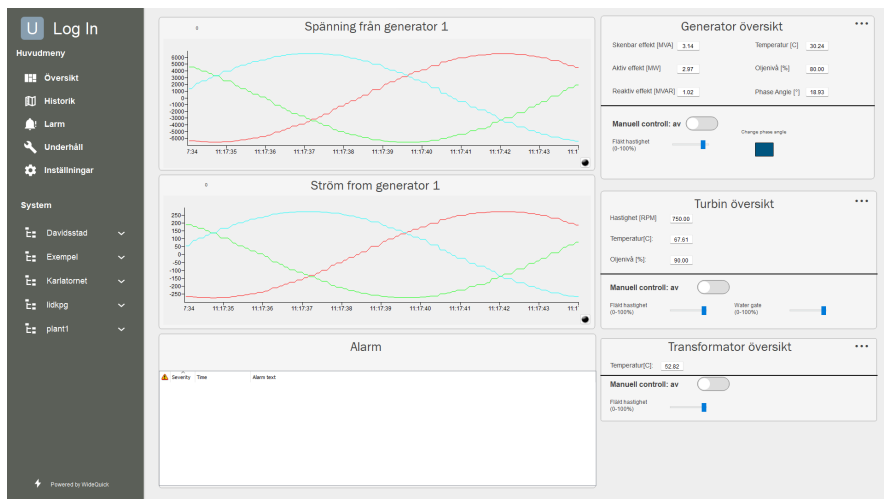 U Log In
Huvudmeny
Översikt
Historik
Larm
Underhåll
Inställningar
System
Davidsstad
Exempel
Karlatornet
lidkpg
plant1
Powered by WideQuick
0
Spänning från generator 1
6000
5000
4000
3000
2000
1000
0
-1000
-2000
-3000
-4000
-5000
-6000
7:34 11:17:35 11:17:36 11:17:37 11:17:38 11:17:39 11:17:40 11:17:41 11:17:42 11:17:43 11:1
0
Ström from generator 1
250
200
150
100
50
0
-50
-100
-150
-200
-250
7:34 11:17:35 11:17:36 11:17:37 11:17:38 11:17:39 11:17:40 11:17:41 11:17:42 11:17:43 11:1
Alarm
Severity Time Alarm text
Generator översikt
Skenbar effekt [MVA] 3.14 Temperatur [C] 30.24
Aktiv effekt [MW] 2.97 Oljenivå [%] 80.00
Reaktiv effekt [MVAR] 1.02 Phase Angle [°] 18.93
Manuell controll: av
Change phase angle.
Fläkt hastighet
(0-100%)
Turbin översikt
Hastighet [RPM] 750.00
Temperatur[C]: 67.61
Oljenivå [%]: 90.00
Manuell controll: av
Fläkt hastighet Water gate
(0-100%) (0-100%)
Transformator översikt
Temperatur[C]: 52.82
Manuell controll: av
Fläkt hastighet
(0-100%)